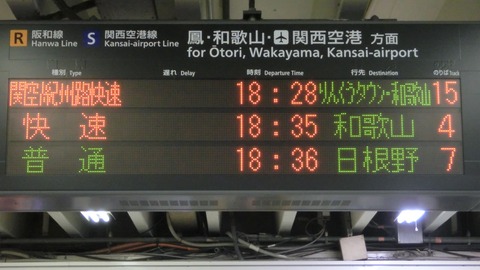 R 阪和線 S 関西空港線 鳳・和歌山・関西空港 方面
Hanwa Line Kansai-airport Line for Ōtori, Wakayama, Kansai-airport
種別 Type 遅れ Delay 時刻 Departure Time 行先 Destination のりば Track
関空/紀州路快速 18:28 りんくうタウン・和歌山 15
快速 18:35 和歌山 4
普通 18:36 日根野 7